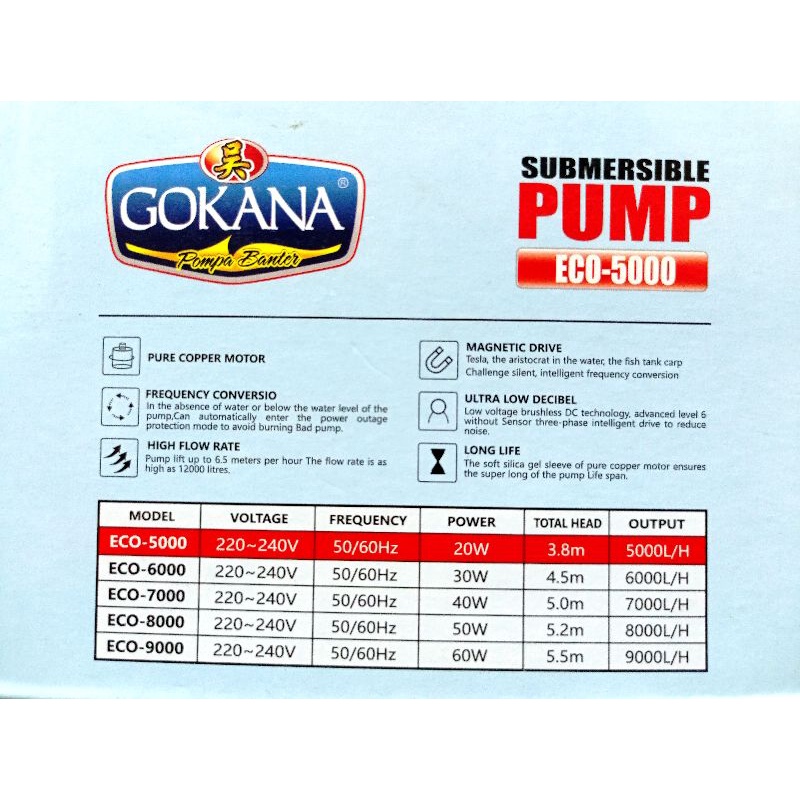 吴
GOKANA®
Pompa Banter
SUBMERSIBLE
PUMP
ECO-5000
PURE COPPER MOTOR
FREQUENCY CONVERSIO
In the absence of water or below the water level of the
pump,Can automatically enter the power outage
protection mode to avoid burning Bad pump.
HIGH FLOW RATE
Pump lift up to 6.5 meters per hour The flow rate is as
high as 12000 litres.
MAGNETIC DRIVE
Tesla, the aristocrat in the water, the fish tank carp
Challenge silent, intelligent frequency conversion
ULTRA LOW DECIBEL
Low voltage brushless DC technology, advanced level 6
without Sensor three-phase intelligent drive to reduce
noise.
LONG LIFE
The soft silica gel sleeve of pure copper motor ensures
the super long of the pump Life span.
MODEL VOLTAGE FREQUENCY POWER TOTAL HEAD OUTPUT
ECO-5000 220~240V 50/60Hz 20W 3.8m 5000L/H
ECO-6000 220~240V 50/60Hz 30W 4.5m 6000L/H
ECO-7000 220~240V 50/60Hz 40W 5.0m 7000L/H
ECO-8000 220~240V 50/60Hz 50W 5.2m 8000L/H
ECO-9000 220~240V 50/60Hz 60W 5.5m 9000L/H